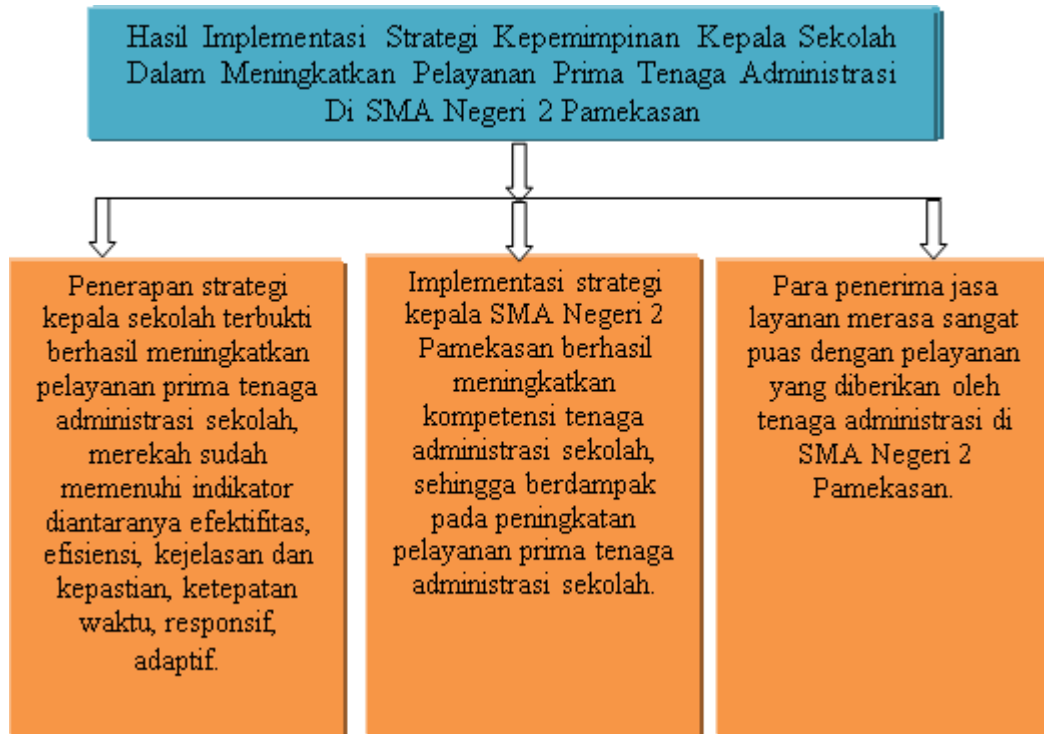 Hasil Implementasi Strategi Kepemimpinan Kepala Sekolah
Dalam Meningkatkan Pelayanan Prima Tenaga Administrasi
Di SMA Negeri 2 Pamekasan
Penerapan strategi
kepala sekolah terbukti
berhasil meningkatkan
pelayanan prima tenaga
administrasi sekolah,
merekah sudah
memenuhi indikator
diantaranya efektifitas,
efisiensi, kejelasan dan
kepastian, ketepatan
waktu, responsif,
adaptif.
Implementasi strategi
kepala SMA Negeri 2
Pamekasan berhasil
meningkatkan
kompetensi tenaga
administrasi sekolah,
sehingga berdampak
pada peningkatan
pelayanan prima tenaga
administrasi sekolah.
Para penerima jasa
layanan merasa sangat
puas dengan pelayanan
yang diberikan oleh
tenaga administrasi di
SMA Negeri 2
Pamekasan.